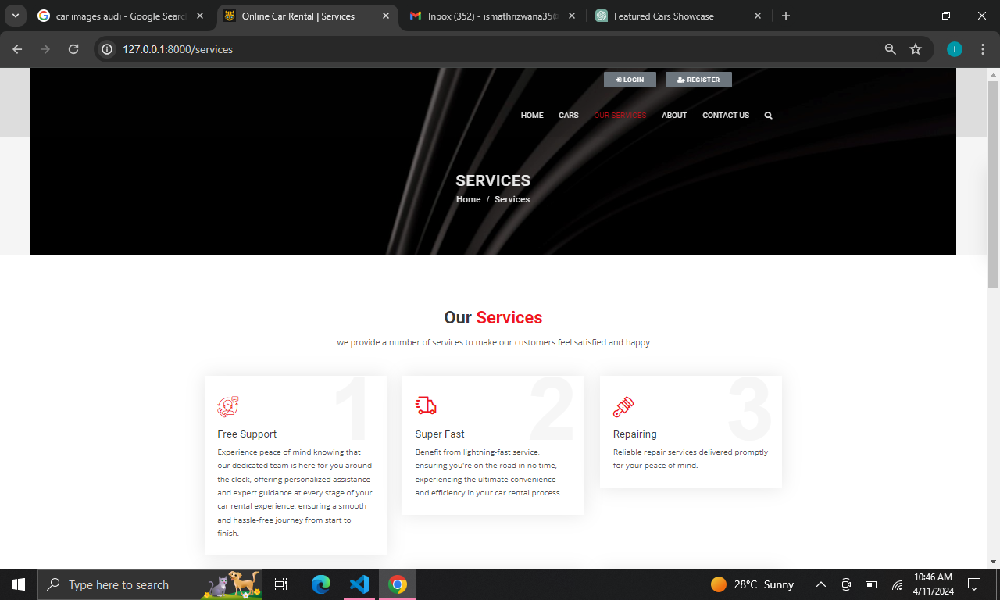 car images audi - Google Searc
Online Car Rental | Services
Inbox (352) - ismathrizwana35@
Featured Cars Showcase
127.0.0.1:8000/services
I
LOGIN
REGISTER
HOME CARS OUR SERVICES ABOUT CONTACT US
SERVICES
Home / Services
Our Services
we provide a number of services to make our customers feel satisfied and happy
1
Free Support
Experience peace of mind knowing that
our dedicated team is here for you around
the clock, offering personalized assistance
and expert guidance at every stage of your
car rental experience, ensuring a smooth
and hassle-free journey from start to
finish.
2
Super Fast
Benefit from lightning-fast service,
ensuring you're on the road in no time,
experiencing the ultimate convenience
and efficiency in your car rental process.
3
Repairing
Reliable repair services delivered promptly
for your peace of mind.
Type here to search
28°C Sunny
10:46 AM
4/11/2024